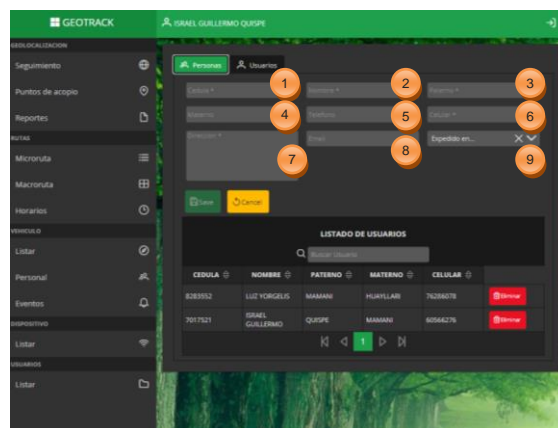 GEOTRACK
ISRAEL GUILLERMO QUISPE
GEOLOCALIZACION
Seguimiento
Puntos de acopio
Reportes
RUTAS
Microruta
Macroruta
Horarios
VEHICULO
Listar
Personal
Eventos
DISPOSITIVO
Listar
USUARIOS
Listar
Personas Usuarios
Cedula * 1 Nombre * 2 Paterno * 3
Materno 4 Telefono 5 Celular * 6
Direccion * 7 Email 8 Expedido en... 9
Save Cancel
LISTADO DE USUARIOS
Buscar Usuario
CEDULA NOMBRE PATERNO MATERNO CELULAR
8283552 LUZ YORGELIS MAMANI HUAYLLARI 76286078 Eliminar
7017521 ISRAEL GUILLERMO QUISPE MAMANI 60566276 Eliminar
1